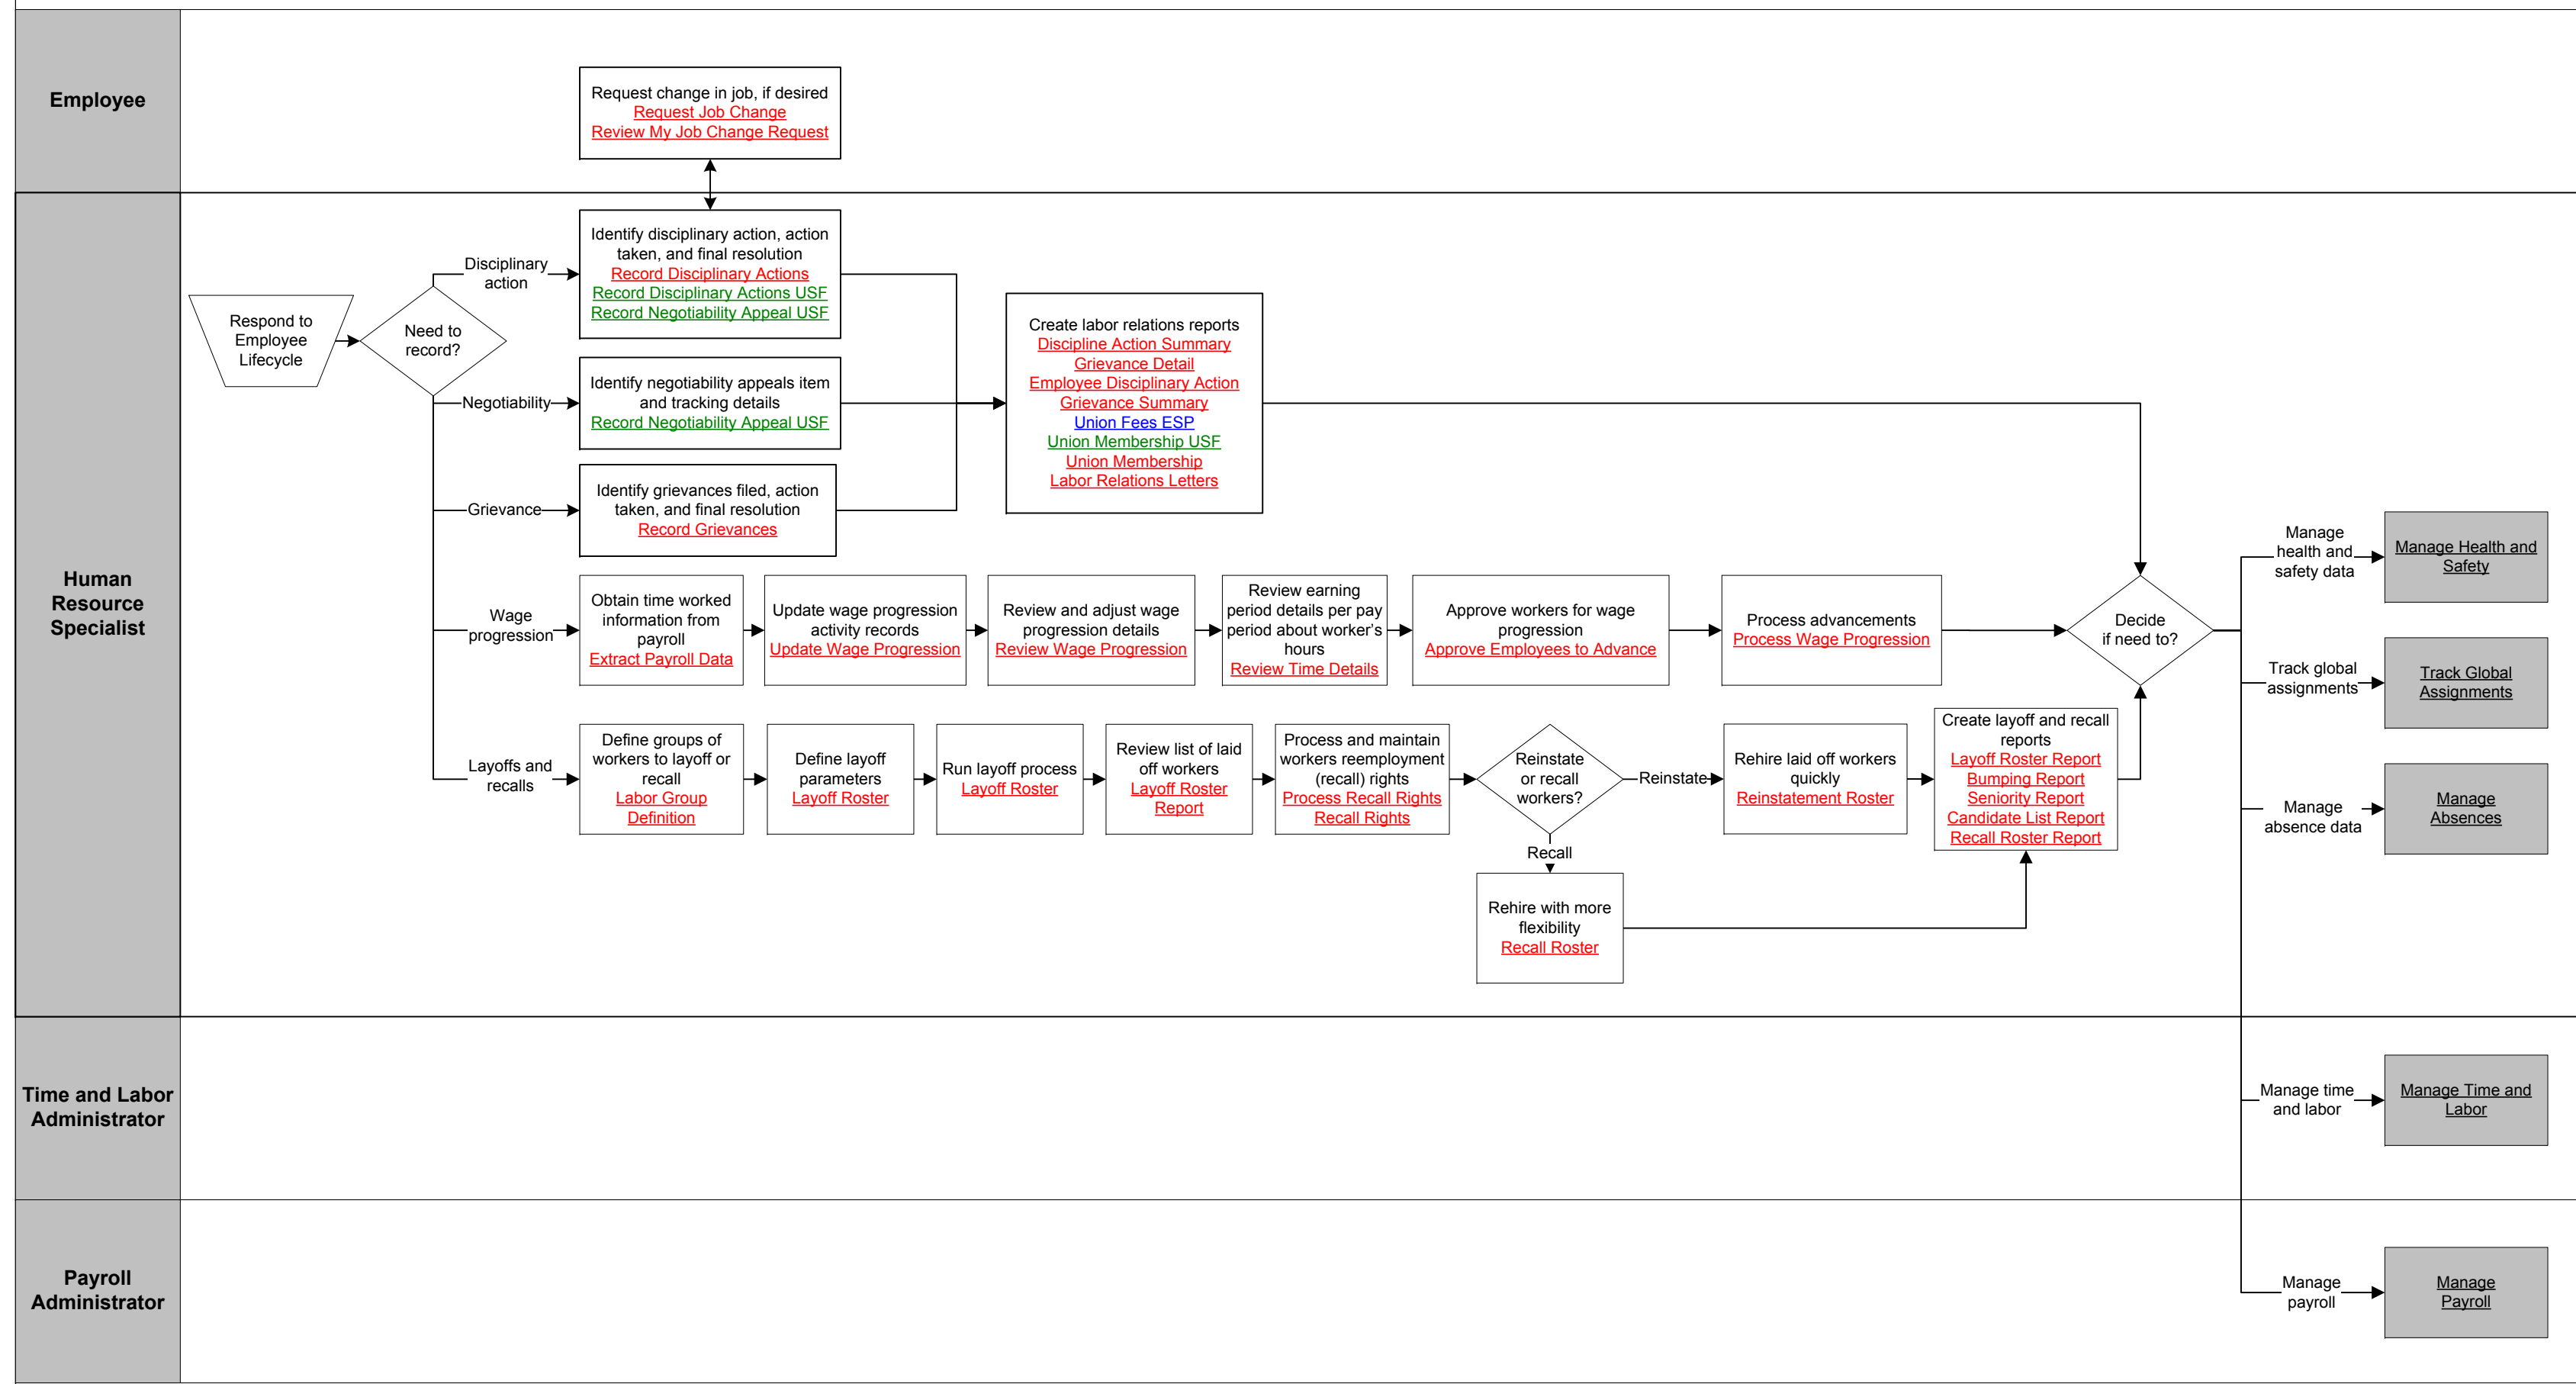 Employee
Request change in job, if desired
Request Job Change
Review My Job Change Request
Human
Resource
Specialist
Respond to
Employee
Lifecycle
Need to
record?
Disciplinary
action
Identify disciplinary action, action
taken, and final resolution
Record Disciplinary Actions
Record Disciplinary Actions USF
Record Negotiability Appeal USF
Negotiability
Identify negotiability appeals item
and tracking details
Record Negotiability Appeal USF
Grievance
Identify grievances filed, action
taken, and final resolution
Record Grievances
Create labor relations reports
Discipline Action Summary
Grievance Detail
Employee Disciplinary Action
Grievance Summary
Union Fees ESP
Union Membership USF
Union Membership
Labor Relations Letters
Wage
progression
Obtain time worked
information from
payroll
Extract Payroll Data
Update wage progression
activity records
Update Wage Progression
Review and adjust wage
progression details
Review Wage Progression
Review earning
period details per pay
period about worker's
hours
Review Time Details
Approve workers for wage
progression
Approve Employees to Advance
Process advancements
Process Wage Progression
Decide
if need to?
Layoffs and
recalls
Define groups of
workers to layoff or
recall
Labor Group
Definition
Define layoff
parameters
Layoff Roster
Run layoff process
Layoff Roster
Review list of laid
off workers
Layoff Roster
Report
Process and maintain
workers reemployment
(recall) rights
Process Recall Rights
Recall Rights
Reinstate
or recall
workers?
Reinstate
Rehire laid off workers
quickly
Reinstatement Roster
Create layoff and recall
reports
Layoff Roster Report
Bumping Report
Seniority Report
Candidate List Report
Recall Roster Report
Recall
Rehire with more
flexibility
Recall Roster
Manage
health and
safety data
Manage Health and
Safety
Track global
assignments
Track Global
Assignments
Manage
absence data
Manage
Absences
Time and Labor
Administrator
Manage time
and labor
Manage Time and
Labor
Payroll
Administrator
Manage
payroll
Manage
Payroll